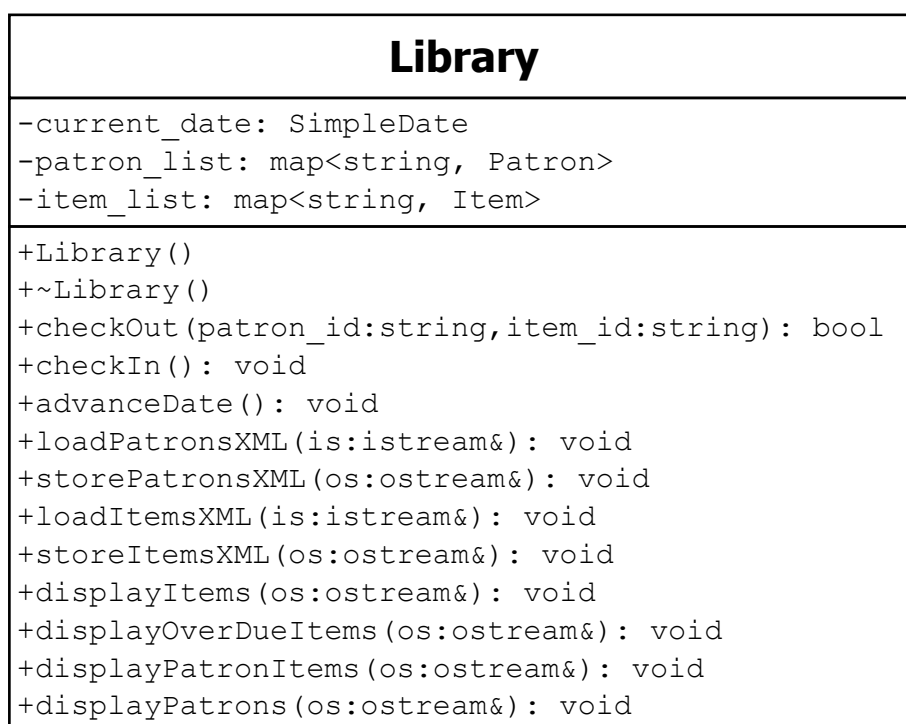 Library
-current_date: SimpleDate
-patron_list: map<string, Patron>
-item_list: map<string, Item>
+Library()
+~Library()
+checkOut(patron_id:string,item_id:string): bool
+checkIn(): void
+advanceDate(): void
+loadPatronsXML(is:istream&): void
+storePatronsXML(os:ostream&): void
+loadItemsXML(is:istream&): void
+storeItemsXML(os:ostream&): void
+displayItems(os:ostream&): void
+displayOverDueItems(os:ostream&): void
+displayPatronItems(os:ostream&): void
+displayPatrons(os:ostream&): void